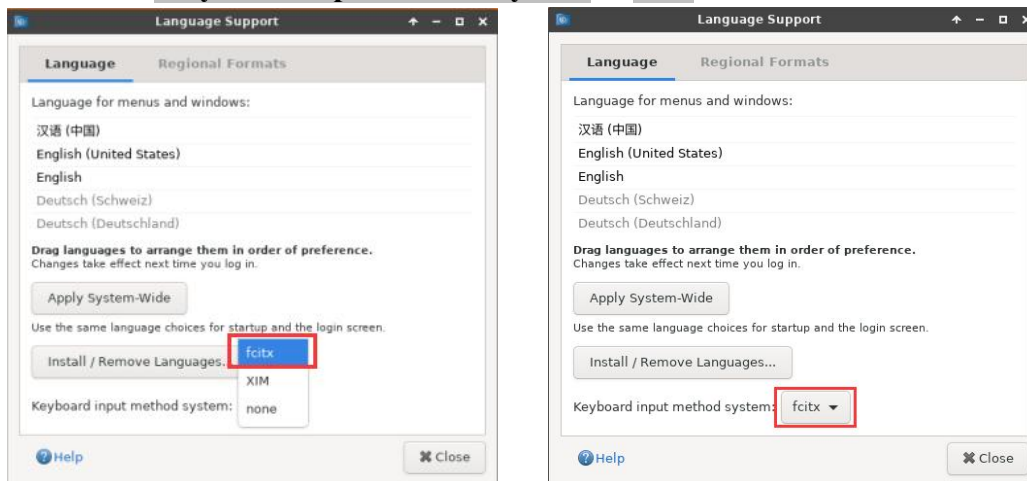 Language Support
Language Regional Formats
Language for menus and windows:
汉语 (中国)
English (United States)
English
Deutsch (Schweiz)
Deutsch (Deutschland)
Drag languages to arrange them in order of preference.
Changes take effect next time you log in.
Apply System-Wide
Use the same language choices for startup and the login screen.
Install / Remove Languages.
fcitx
XIM
Keyboard input method system: none
Help Close
Language Support
Language Regional Formats
Language for menus and windows:
汉语 (中国)
English (United States)
English
Deutsch (Schweiz)
Deutsch (Deutschland)
Drag languages to arrange them in order of preference.
Changes take effect next time you log in.
Apply System-Wide
Use the same language choices for startup and the login screen.
Install / Remove Languages...
Keyboard input method system: fcitx
Help Close